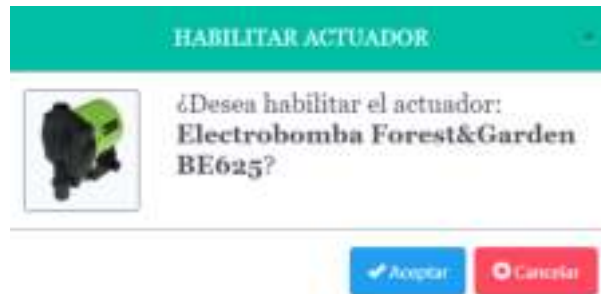 HABILITAR ACTUADOR
¿Desea habilitar el actuador:
Electrobomba Forest&Garden
BE625?
Aceptar
Cancelar